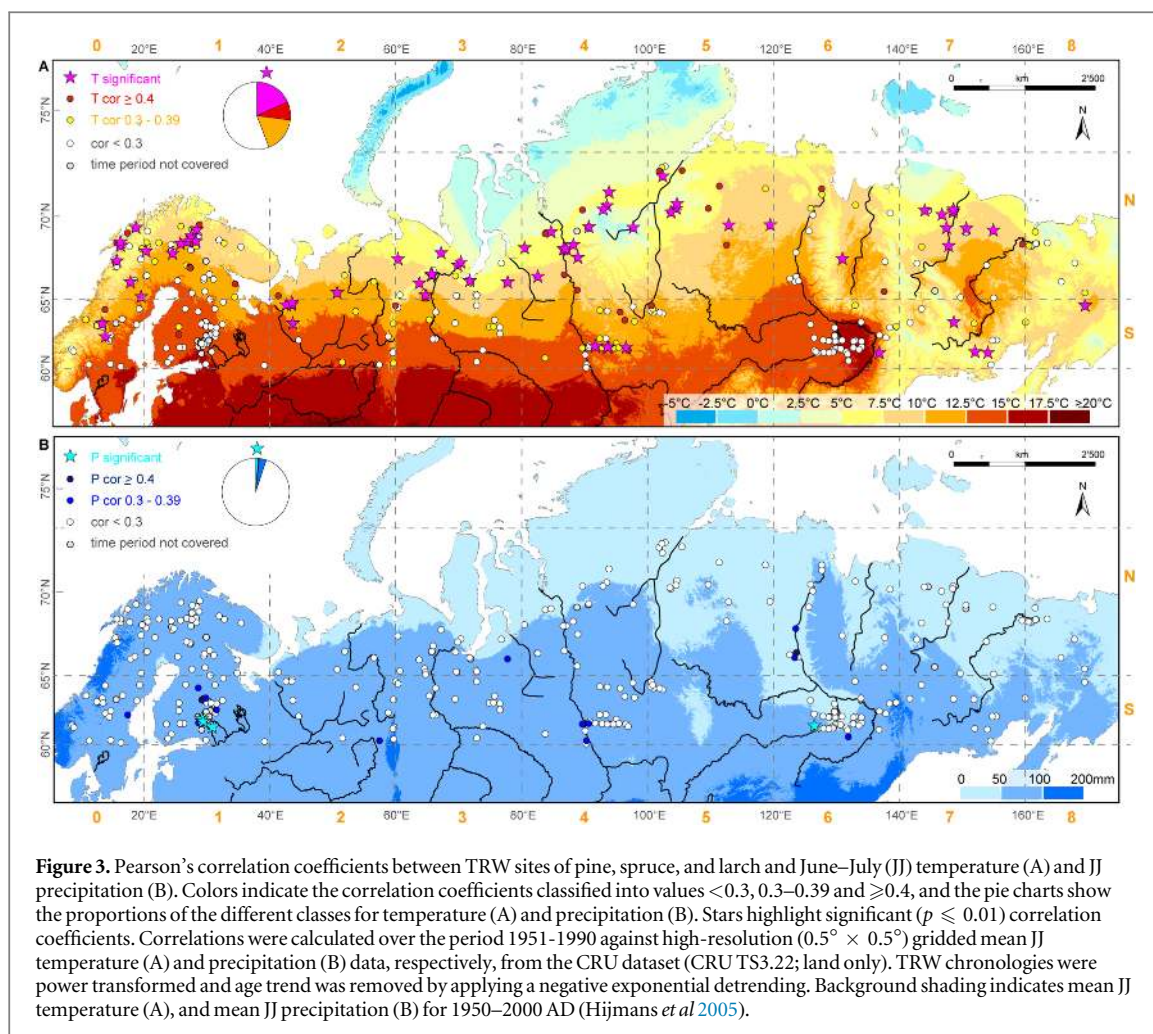 0 1 2 3 4 5 6 7 8
20°E 40°E 60°E 80°E 100°E 120°E 140°E 160°E
A
T significant
T cor ≥ 0.4
T cor 0.3 - 0.39
cor < 0.3
time period not covered
0 km 2'500
N
75°N
70°N
65°N
60°N
N
S
-5°C -2.5°C 0°C 2.5°C 5°C 7.5°C 10°C 12.5°C 15°C 17.5°C ≥20°C
B
P significant
P cor ≥ 0.4
P cor 0.3 - 0.39
cor < 0.3
time period not covered
0 km 2'500
N
75°N
70°N
65°N
60°N
N
S
0 50 100 200mm
0 1 2 3 4 5 6 7 8
20°E 40°E 60°E 80°E 100°E 120°E 140°E 160°E
Figure 3. Pearson's correlation coefficients between TRW sites of pine, spruce, and larch and June–July (JJ) temperature (A) and JJ
precipitation (B). Colors indicate the correlation coefficients classified into values <0.3, 0.3–0.39 and ≥0.4, and the pie charts show
the proportions of the different classes for temperature (A) and precipitation (B). Stars highlight significant (p ≤ 0.01) correlation
coefficients. Correlations were calculated over the period 1951-1990 against high-resolution (0.5° × 0.5°) gridded mean JJ
temperature (A) and precipitation (B) data, respectively, from the CRU dataset (CRU TS3.22; land only). TRW chronologies were
power transformed and age trend was removed by applying a negative exponential detrending. Background shading indicates mean JJ
temperature (A), and mean JJ precipitation (B) for 1950–2000 AD (Hijmans et al 2005).